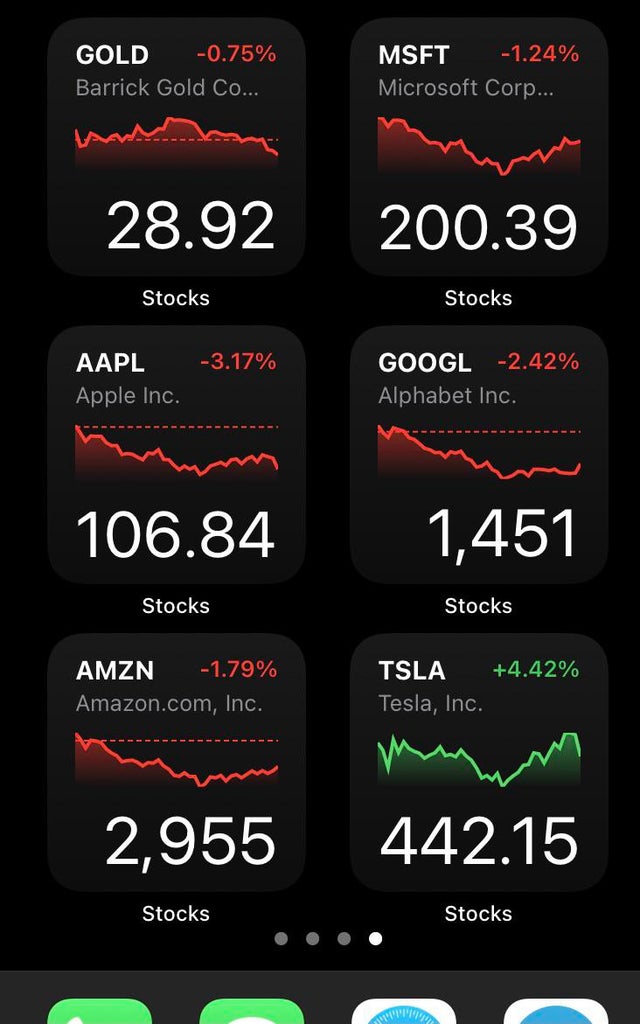 GOLD -0.75%
Barrick Gold Co...
28.92
Stocks
MSFT -1.24%
Microsoft Corp...
200.39
Stocks
AAPL -3.17%
Apple Inc.
106.84
Stocks
GOOGL -2.42%
Alphabet Inc.
1,451
Stocks
AMZN -1.79%
Amazon.com, Inc.
2,955
Stocks
TSLA +4.42%
Tesla, Inc.
442.15
Stocks